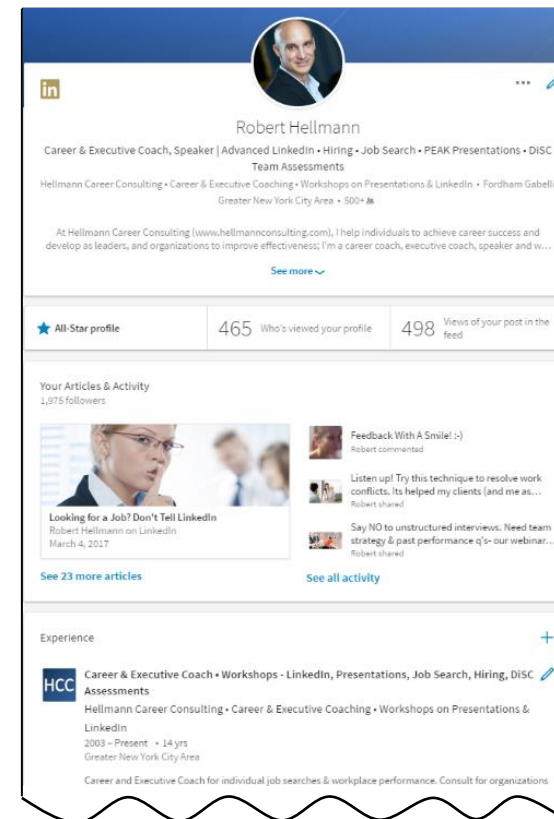 in
Robert Hellmann
Career & Executive Coach, Speaker | Advanced LinkedIn • Hiring • Job Search • PEAK Presentations • DiSC
Team Assessments
Hellmann Career Consulting • Career & Executive Coaching • Workshops on Presentations & LinkedIn • Fordham Gabelli
Greater New York City Area • 500+
At Hellmann Career Consulting (www.hellmannconsulting.com), I help individuals to achieve career success and
develop as leaders, and organizations to improve effectiveness; I'm a career coach, executive coach, speaker and w...
See more
All-Star profile
465 Who's viewed your profile
498 Views of your post in the
feed
Your Articles & Activity
1,975 followers
Looking for a Job? Don't Tell LinkedIn
Robert Hellmann on LinkedIn
March 4, 2017
See 23 more articles
Feedback With A Smile! :-)
Robert commented
Listen up! Try this technique to resolve work
conflicts. Its helped my clients (and me as...
Robert shared
Say NO to unstructured interviews. Need team
strategy & past performance q's- our webinar...
Robert shared
See all activity
Experience
HCC
Career & Executive Coach • Workshops - LinkedIn, Presentations, Job Search, Hiring, DiSC
Assessments
Hellmann Career Consulting • Career & Executive Coaching • Workshops on Presentations &
LinkedIn
2003 – Present • 14 yrs
Greater New York City Area
Career and Executive Coach for individual job searches & workplace performance. Consult for organizations